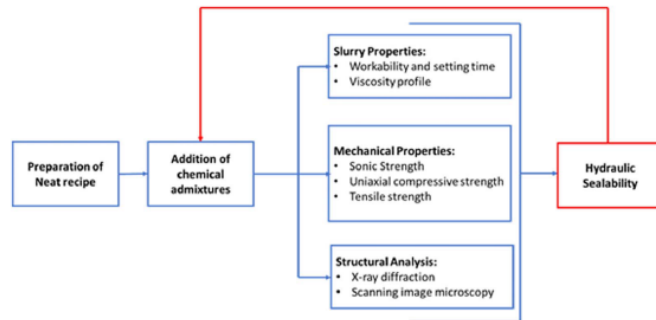 Slurry Properties:
• Workability and setting time
• Viscosity profile
Preparation of
Neat recipe
Addition of
chemical
admixtures
Mechanical Properties:
• Sonic Strength
• Uniaxial compressive strength
• Tensile strength
Hydraulic
Sealability
Structural Analysis:
• X-ray diffraction
• Scanning image microscopy